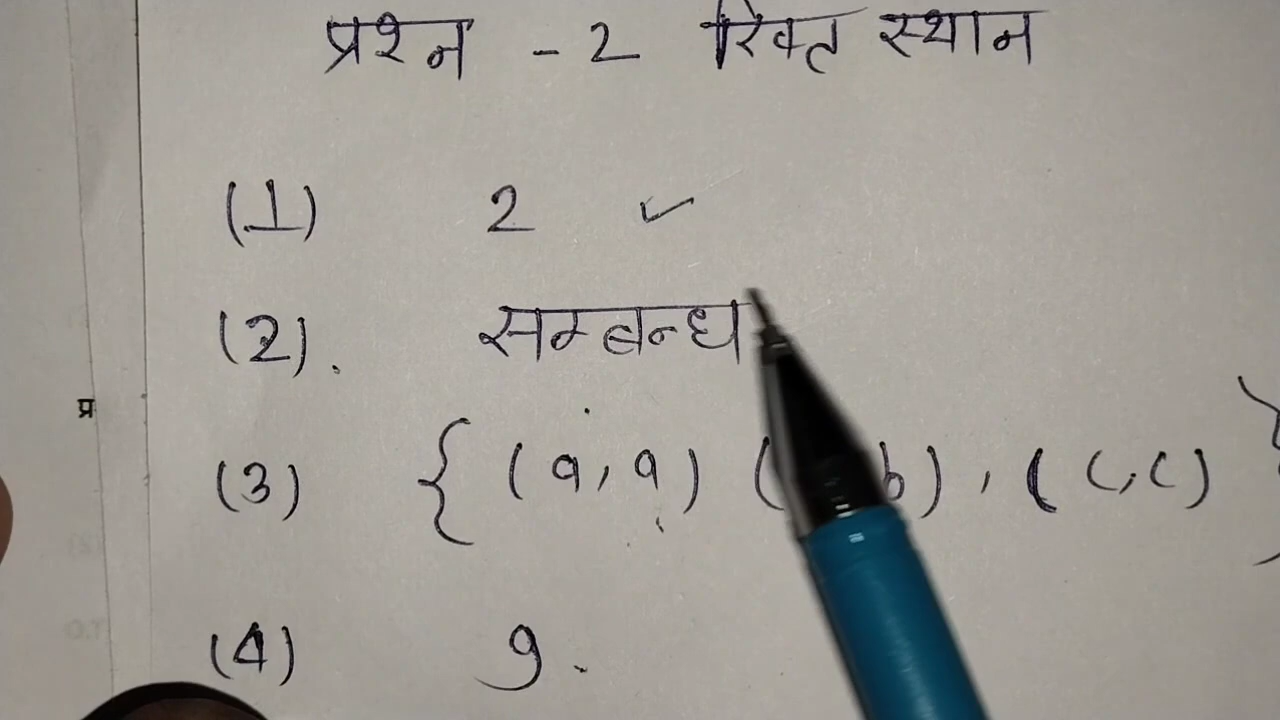 प्रश्न - 2 रिक्त स्थान
(1) 2 ✓
(2). सम्बन्ध
प्र
(3) { (a,a) ( b), (c,c) }
(4) 9.